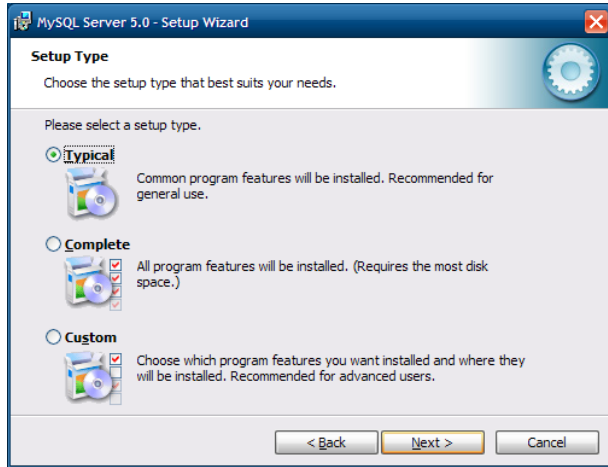 MySQL Server 5.0 - Setup Wizard
Setup Type
Choose the setup type that best suits your needs.
Please select a setup type.
Typical
Common program features will be installed. Recommended for
general use.
Complete
All program features will be installed. (Requires the most disk
space.)
Custom
Choose which program features you want installed and where they
will be installed. Recommended for advanced users.
< Back Next > Cancel